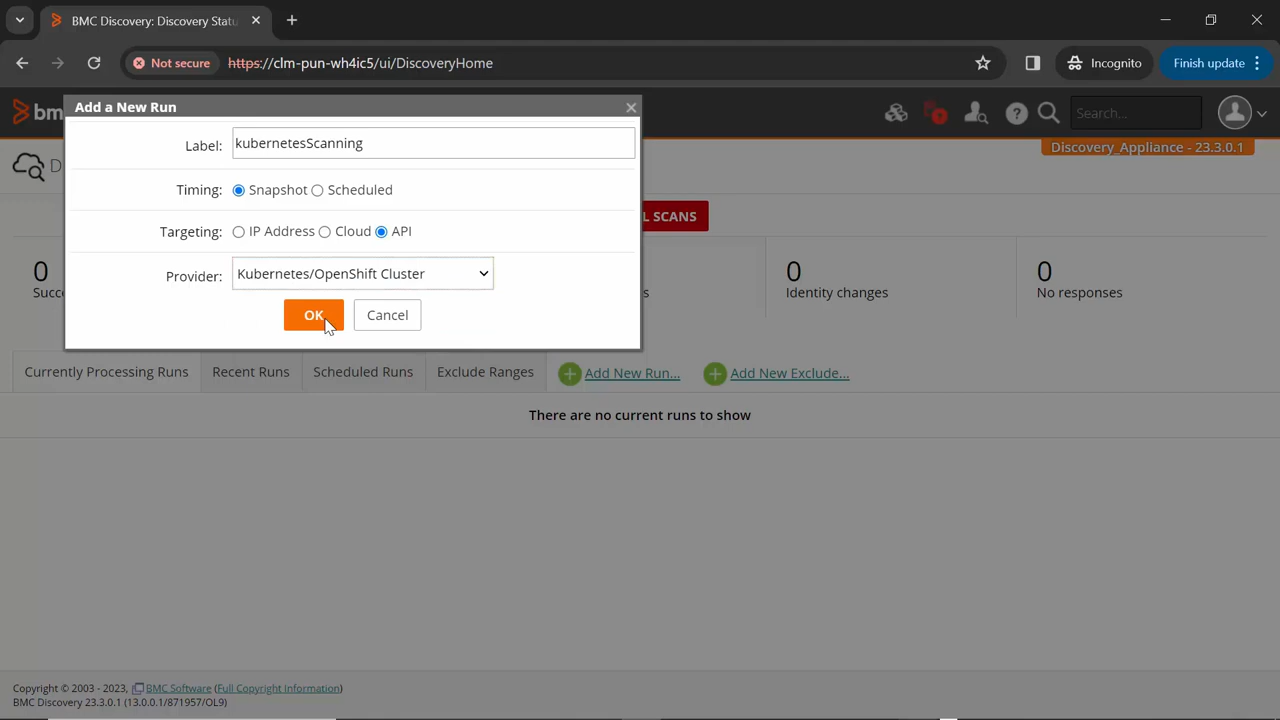 BMC Discovery: Discovery Statu
Not secure https://clm-pun-wh4ic5/ui/DiscoveryHome Incognito Finish update
Add a New Run
bm Search...
Label: kubernetesScanning
Discovery_Appliance - 23.3.0.1
D
Timing: Snapshot Scheduled
L SCANS
Targeting: IP Address Cloud API
Provider: Kubernetes/OpenShift Cluster
0 0 0
Succ s Identity changes No responses
OK Cancel
Currently Processing Runs Recent Runs Scheduled Runs Exclude Ranges Add New Run... Add New Exclude...
There are no current runs to show
Copyright © 2003 - 2023, BMC Software (Full Copyright Information)
BMC Discovery 23.3.0.1 (13.0.0.1/871957/OL9)